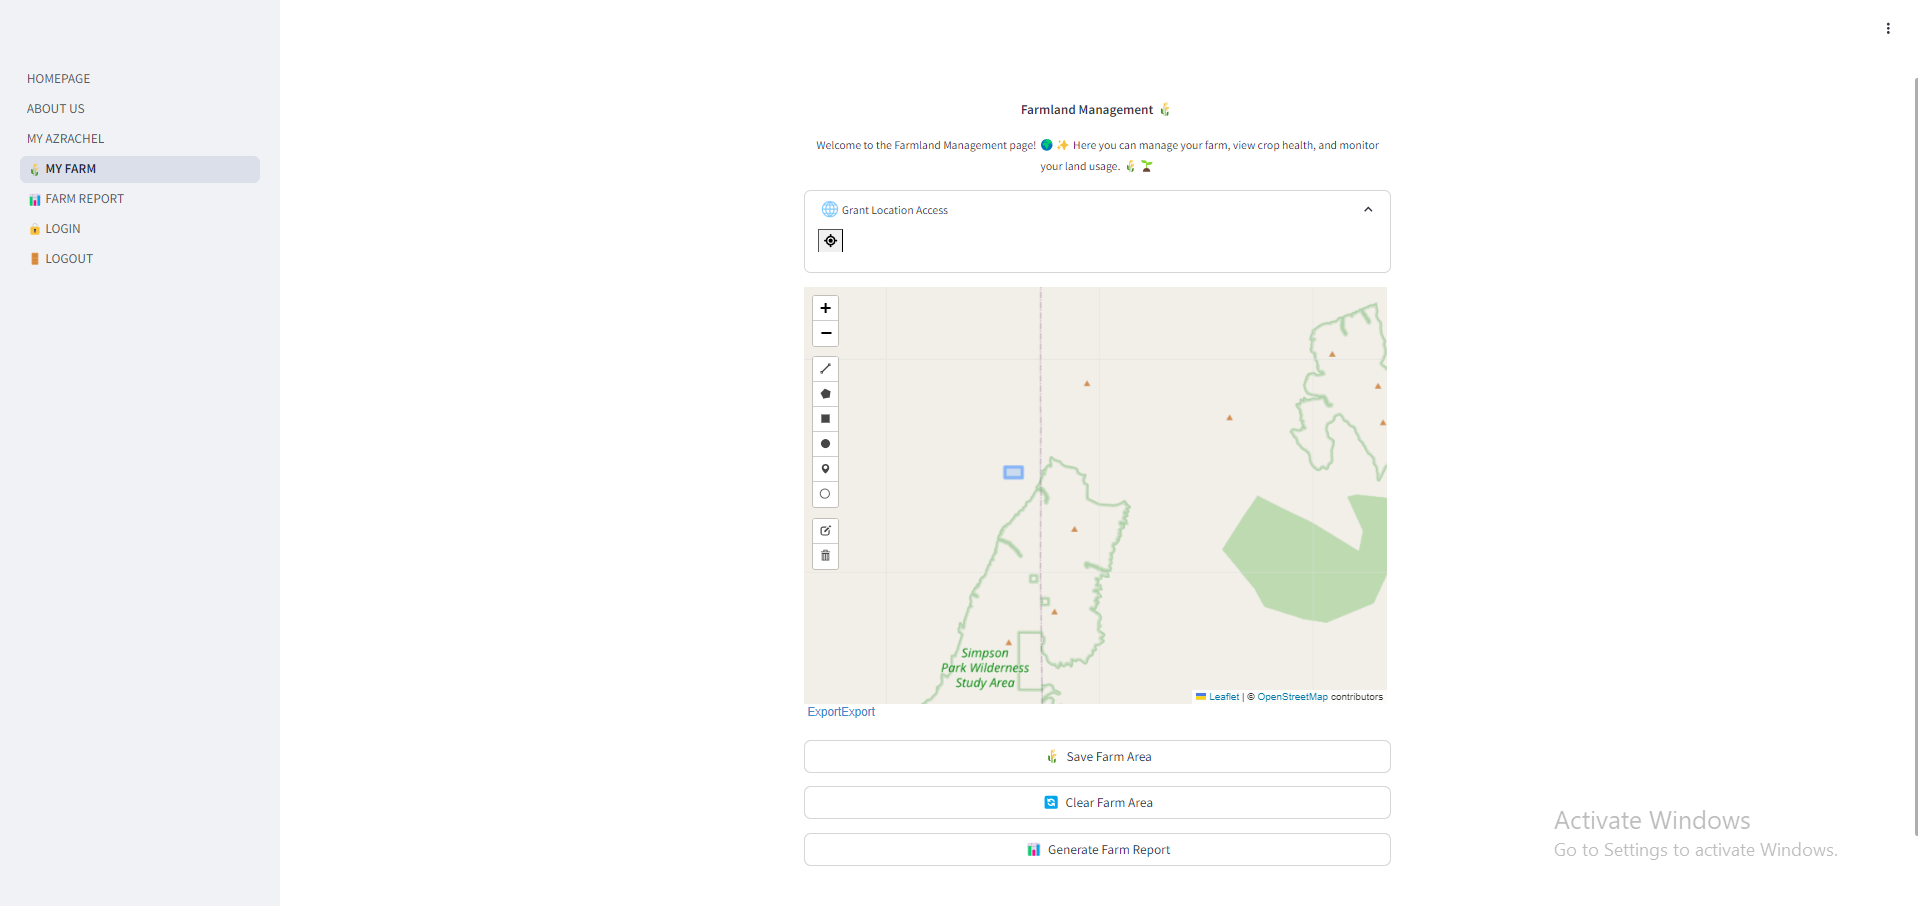 HOMEPAGE
ABOUT US
MY AZRACHEL
MY FARM
FARM REPORT
LOGIN
LOGOUT
Farmland Management
Welcome to the Farmland Management page! Here you can manage your farm, view crop health, and monitor
your land usage.
Grant Location Access
+
−
Simpson
Park Wilderness
Study Area
Leaflet | © OpenStreetMap contributors
ExportExport
Save Farm Area
Clear Farm Area
Generate Farm Report
Activate Windows
Go to Settings to activate Windows.